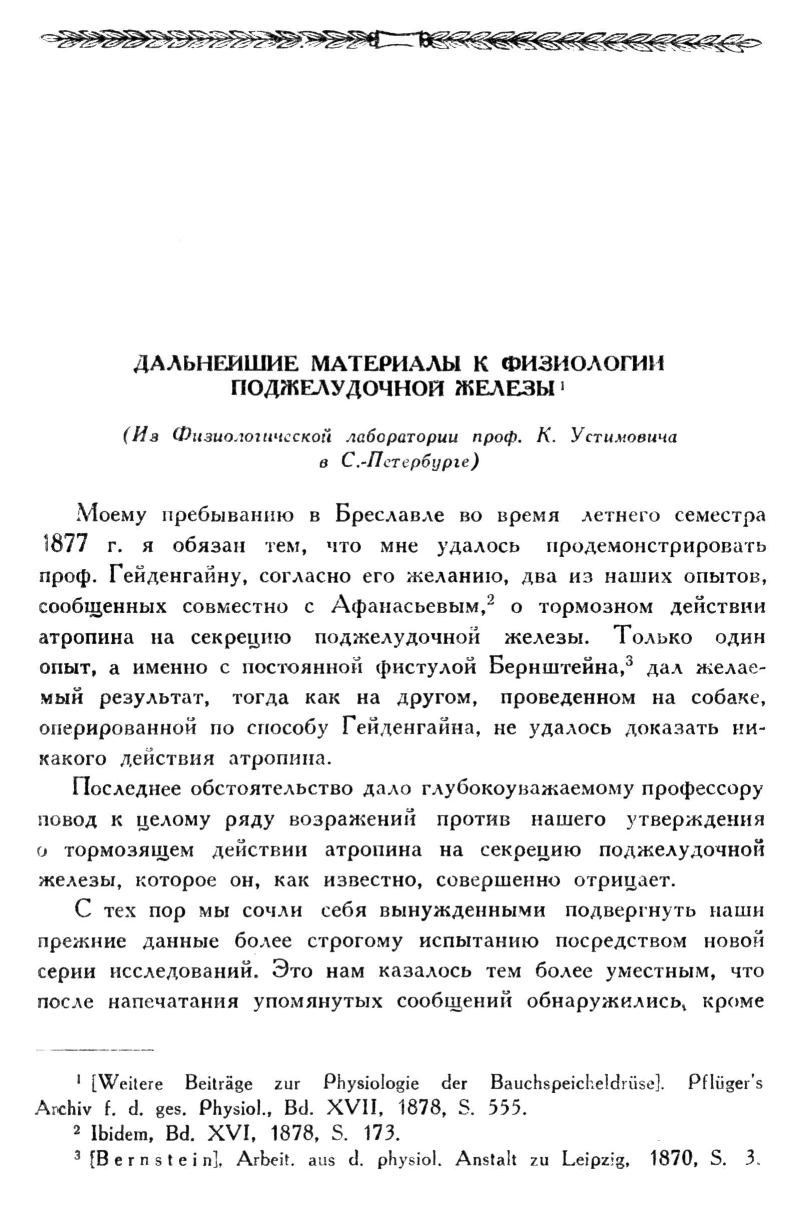 ДАЛЬНЕЙШИЕ МАТЕРИАЛЫ К ФИЗИОЛОГИИ
ПОДЖЕЛУДОЧНОЙ ЖЕЛЕЗЫ ¹
(Из Физиологической лаборатории проф. К. Устимовича
в С.-Петербурге)
Моему пребыванию в Бреславле во время летнего семестра
1877 г. я обязан тем, что мне удалось продемонстрировать
проф. Гейденгайну, согласно его желанию, два из наших опытов,
сообщенных совместно с Афанасьевым,² о тормозном действии
атропина на секрецию поджелудочной железы. Только один
опыт, а именно с постоянной фистулой Бернштейна,³ дал желае-
мый результат, тогда как на другом, проведенном на собаке,
оперированной по способу Гейденгайна, не удалось доказать ни-
какого действия атропина.
Последнее обстоятельство дало глубокоуважаемому профессору
повод к целому ряду возражений против нашего утверждения
о тормозящем действии атропина на секрецию поджелудочной
железы, которое он, как известно, совершенно отрицает.
С тех пор мы сочли себя вынужденными подвергнуть наши
прежние данные более строгому испытанию посредством новой
серии исследований. Это нам казалось тем более уместным, что
после напечатания упомянутых сообщений обнаружились, кроме
¹ [Weitere Beiträge zur Physiologie der Bauchspeicheldrüse]. Pflüger's
Archiv f. d. ges. Physiol., Bd. XVII, 1878, S. 555.
² Ibidem, Bd. XVI, 1878, S. 173.
³ [Bernstein], Arbeit. aus d. physiol. Anstalt zu Leipzig, 1870, S. 3.